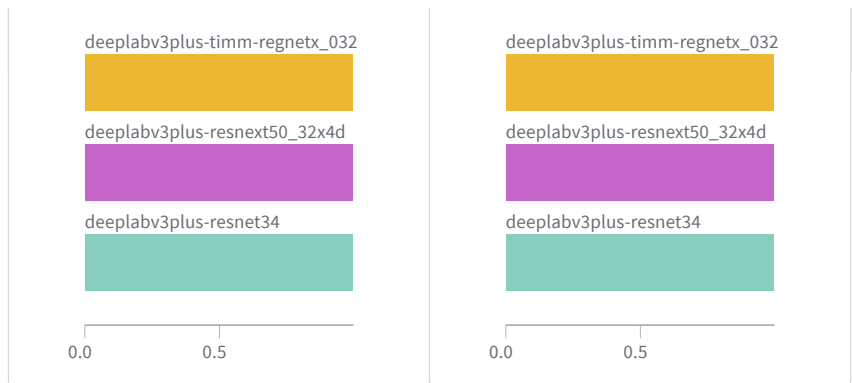 deeplabv3plus-timm-regnetx_032
deeplabv3plus-resnext50_32x4d
deeplabv3plus-resnet34
0.0 0.5
deeplabv3plus-timm-regnetx_032
deeplabv3plus-resnext50_32x4d
deeplabv3plus-resnet34
0.0 0.5